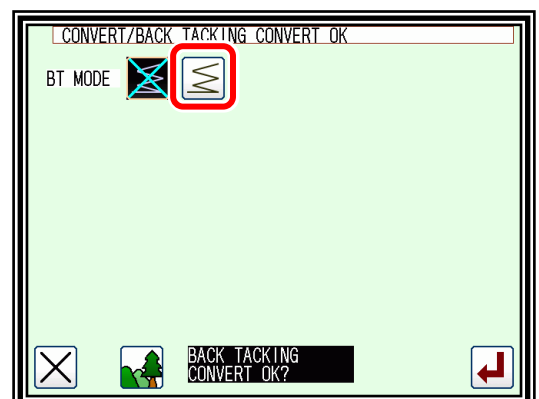 CONVERT/BACK TACKING CONVERT OK
BT MODE
BACK TACKING
CONVERT OK?